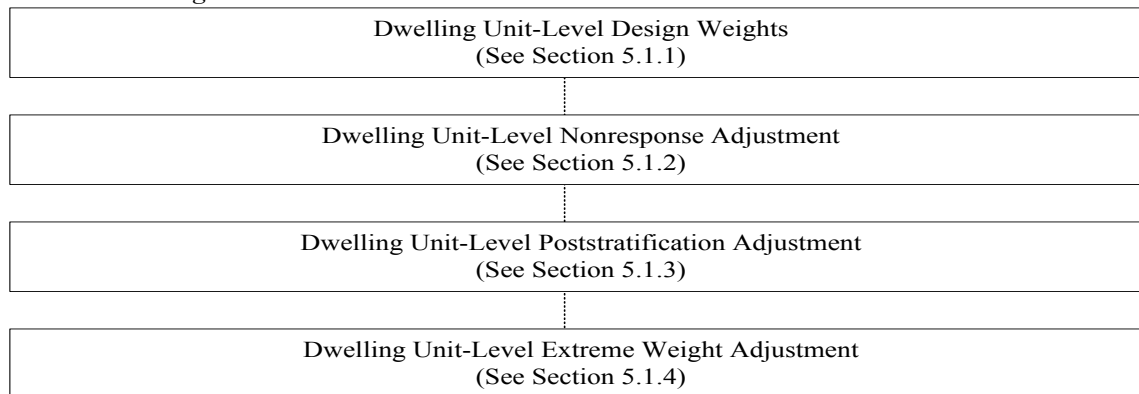 Dwelling Unit-Level Design Weights
(See Section 5.1.1)
Dwelling Unit-Level Nonresponse Adjustment
(See Section 5.1.2)
Dwelling Unit-Level Poststratification Adjustment
(See Section 5.1.3)
Dwelling Unit-Level Extreme Weight Adjustment
(See Section 5.1.4)